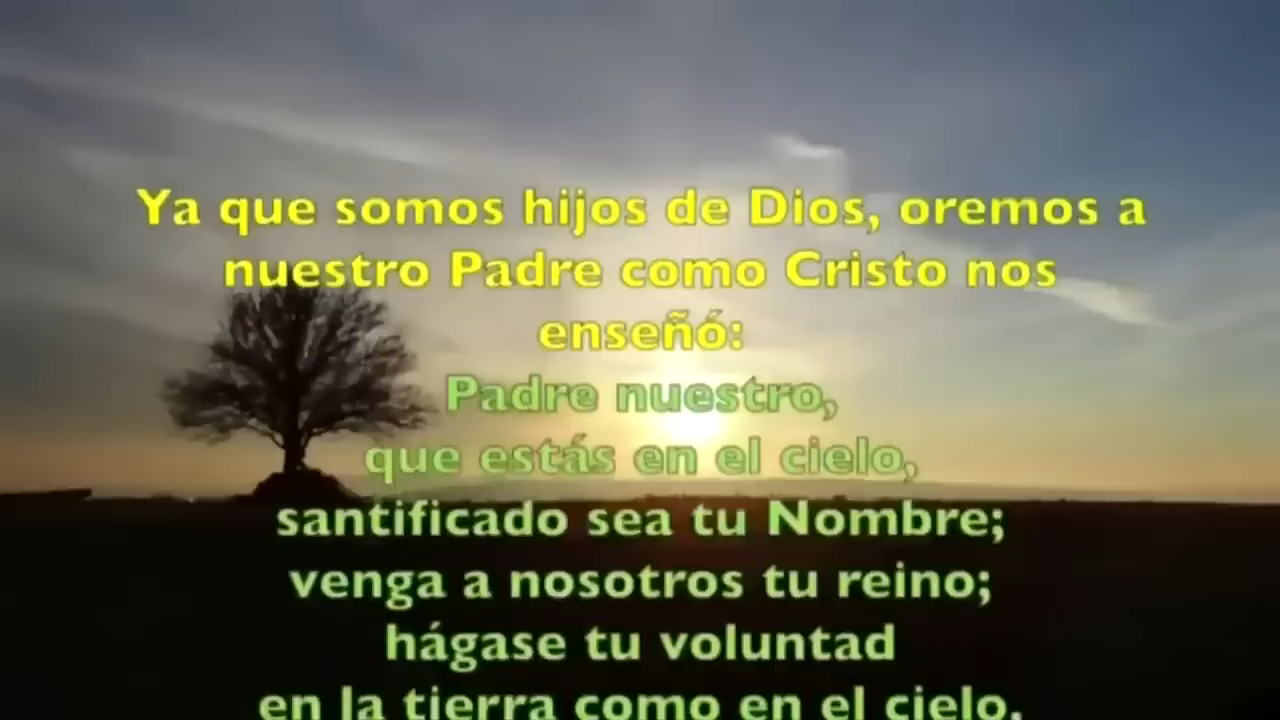 Ya que somos hijos de Dios, oremos a
nuestro Padre como Cristo nos
enseñó:
Padre nuestro,
que estás en el cielo,
santificado sea tu Nombre;
venga a nosotros tu reino;
hágase tu voluntad
en la tierra como en el cielo.